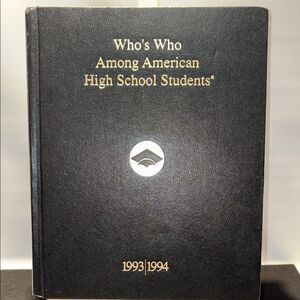 Who's Who
Among American
High School Students®
1993|1994